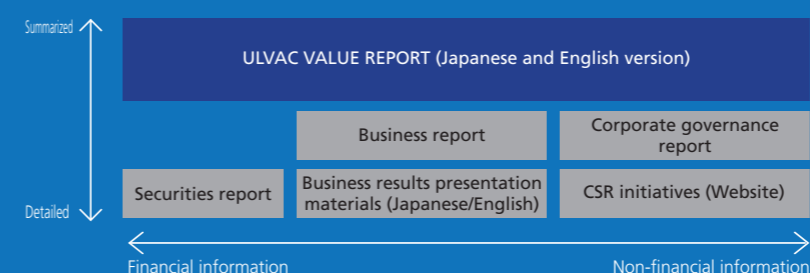 Summarized
ULVAC VALUE REPORT (Japanese and English version)
Business report
Corporate governance
report
Securities report
Business results presentation
materials (Japanese/English)
CSR initiatives (Website)
Detailed
Financial information
Non-financial information